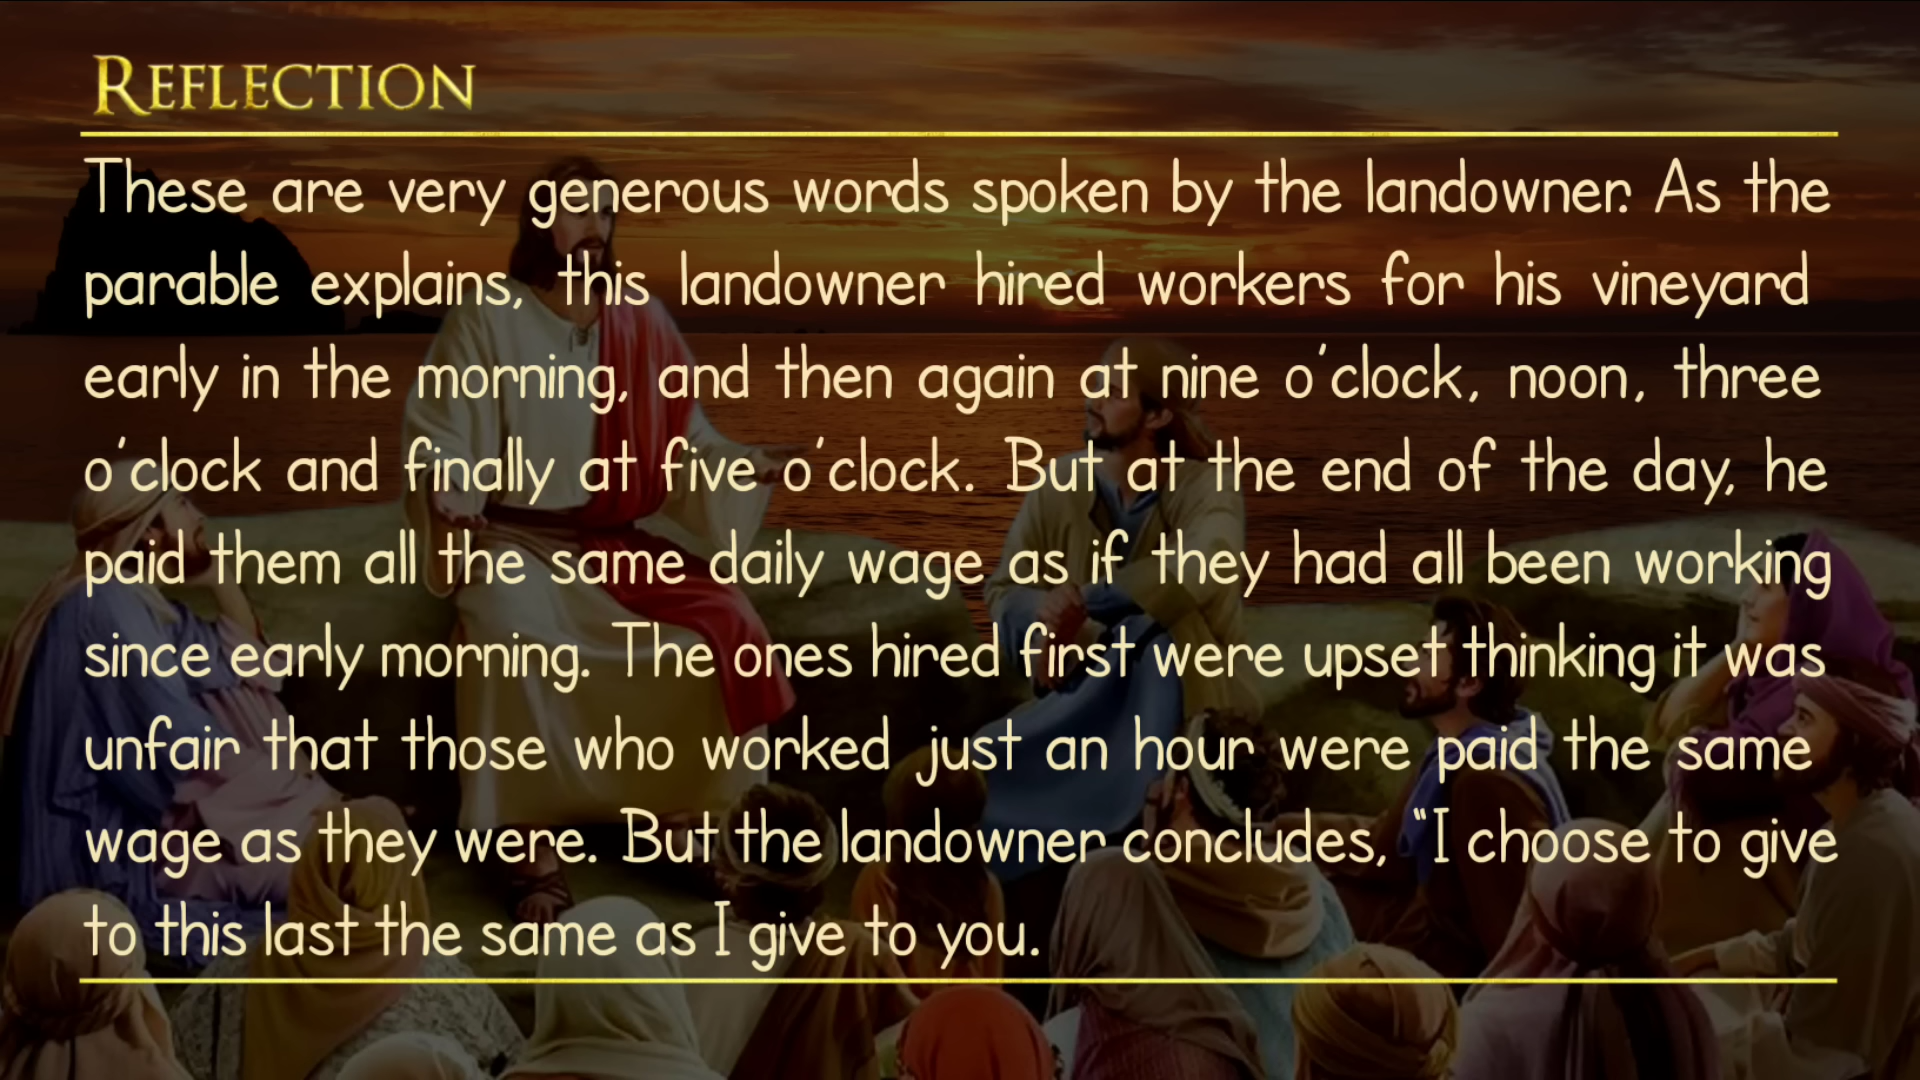 REFLECTION
These are very generous words spoken by the landowner. As the
parable explains, this landowner hired workers for his vineyard
early in the morning, and then again at nine o'clock, noon, three
o'clock and finally at five o'clock. But at the end of the day, he
paid them all the same daily wage as if they had all been working
since early morning. The ones hired first were upset thinking it was
unfair that those who worked just an hour were paid the same
wage as they were. But the landowner concludes, “I choose to give
to this last the same as I give to you.